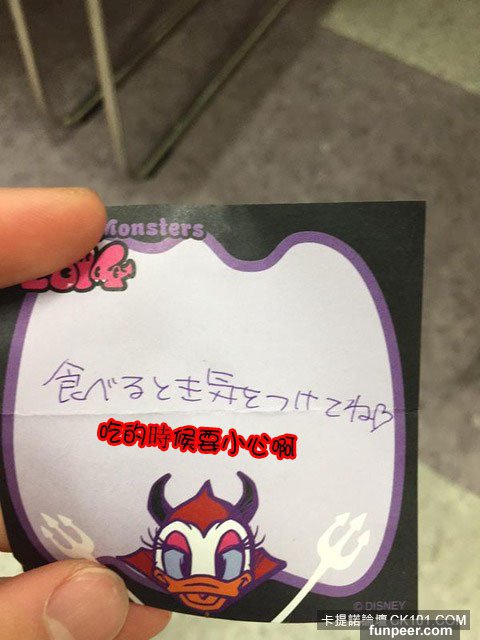 Monsters
食べるとき気をつけてね♡
吃的時候要小心啊
© DISNEY
卡提諾論壇 CK101.COM
funpeer.com